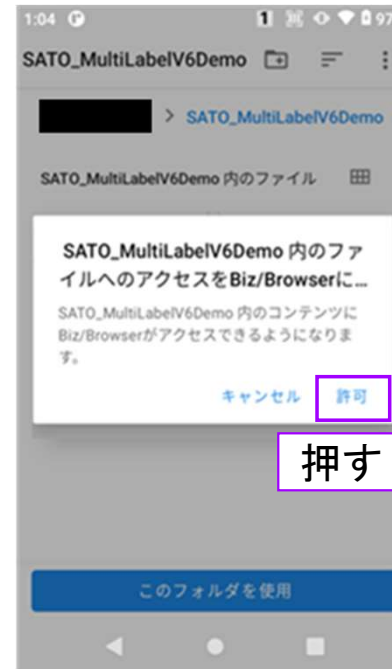 1:04 1 97
SATO_MultiLabelV6Demo
> SATO_MultiLabelV6Demo
SATO_MultiLabelV6Demo 内のファイル
SATO_MultiLabelV6Demo 内のファ
イルへのアクセスをBiz/Browserに...
SATO_MultiLabelV6Demo 内のコンテンツに
Biz/Browserがアクセスできるようになりま
す。
キャンセル 許可
押す
このフォルダを使用